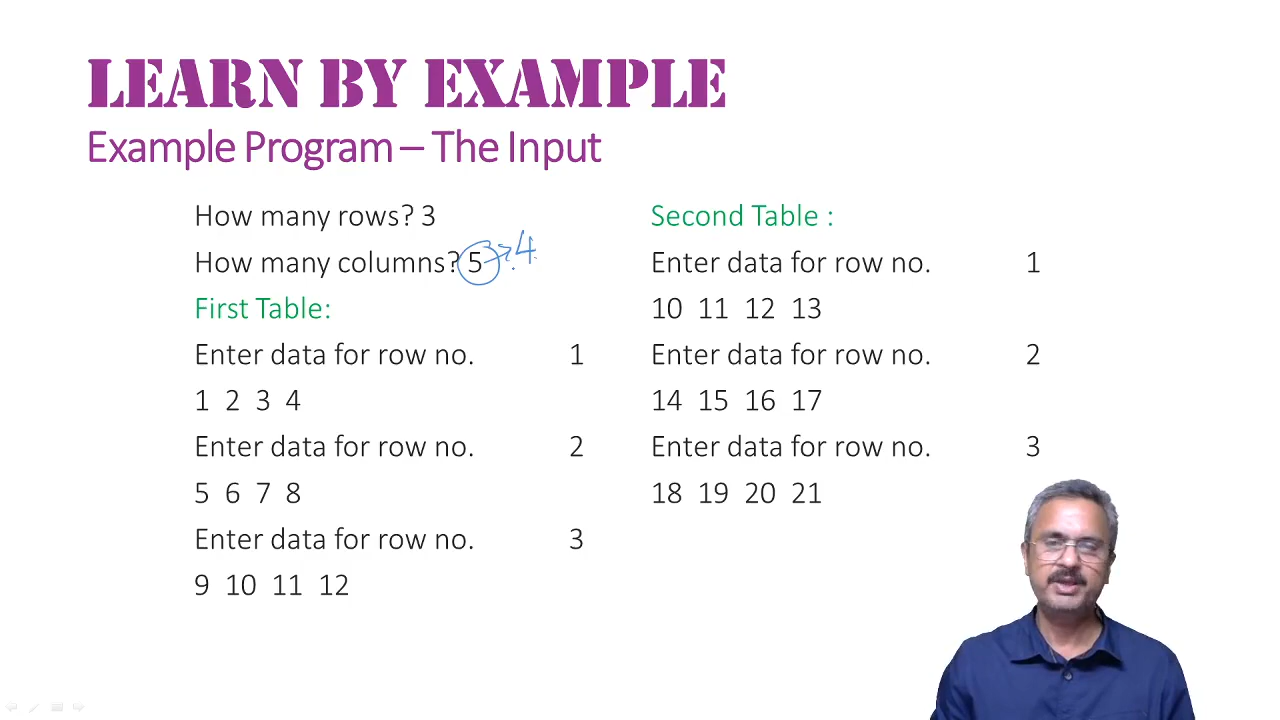 LEARN BY EXAMPLE
Example Program – The Input
How many rows? 3
How many columns? 5 → 4
First Table:
Enter data for row no. 1
1 2 3 4
Enter data for row no. 2
5 6 7 8
Enter data for row no. 3
9 10 11 12
Second Table :
Enter data for row no. 1
10 11 12 13
Enter data for row no. 2
14 15 16 17
Enter data for row no. 3
18 19 20 21